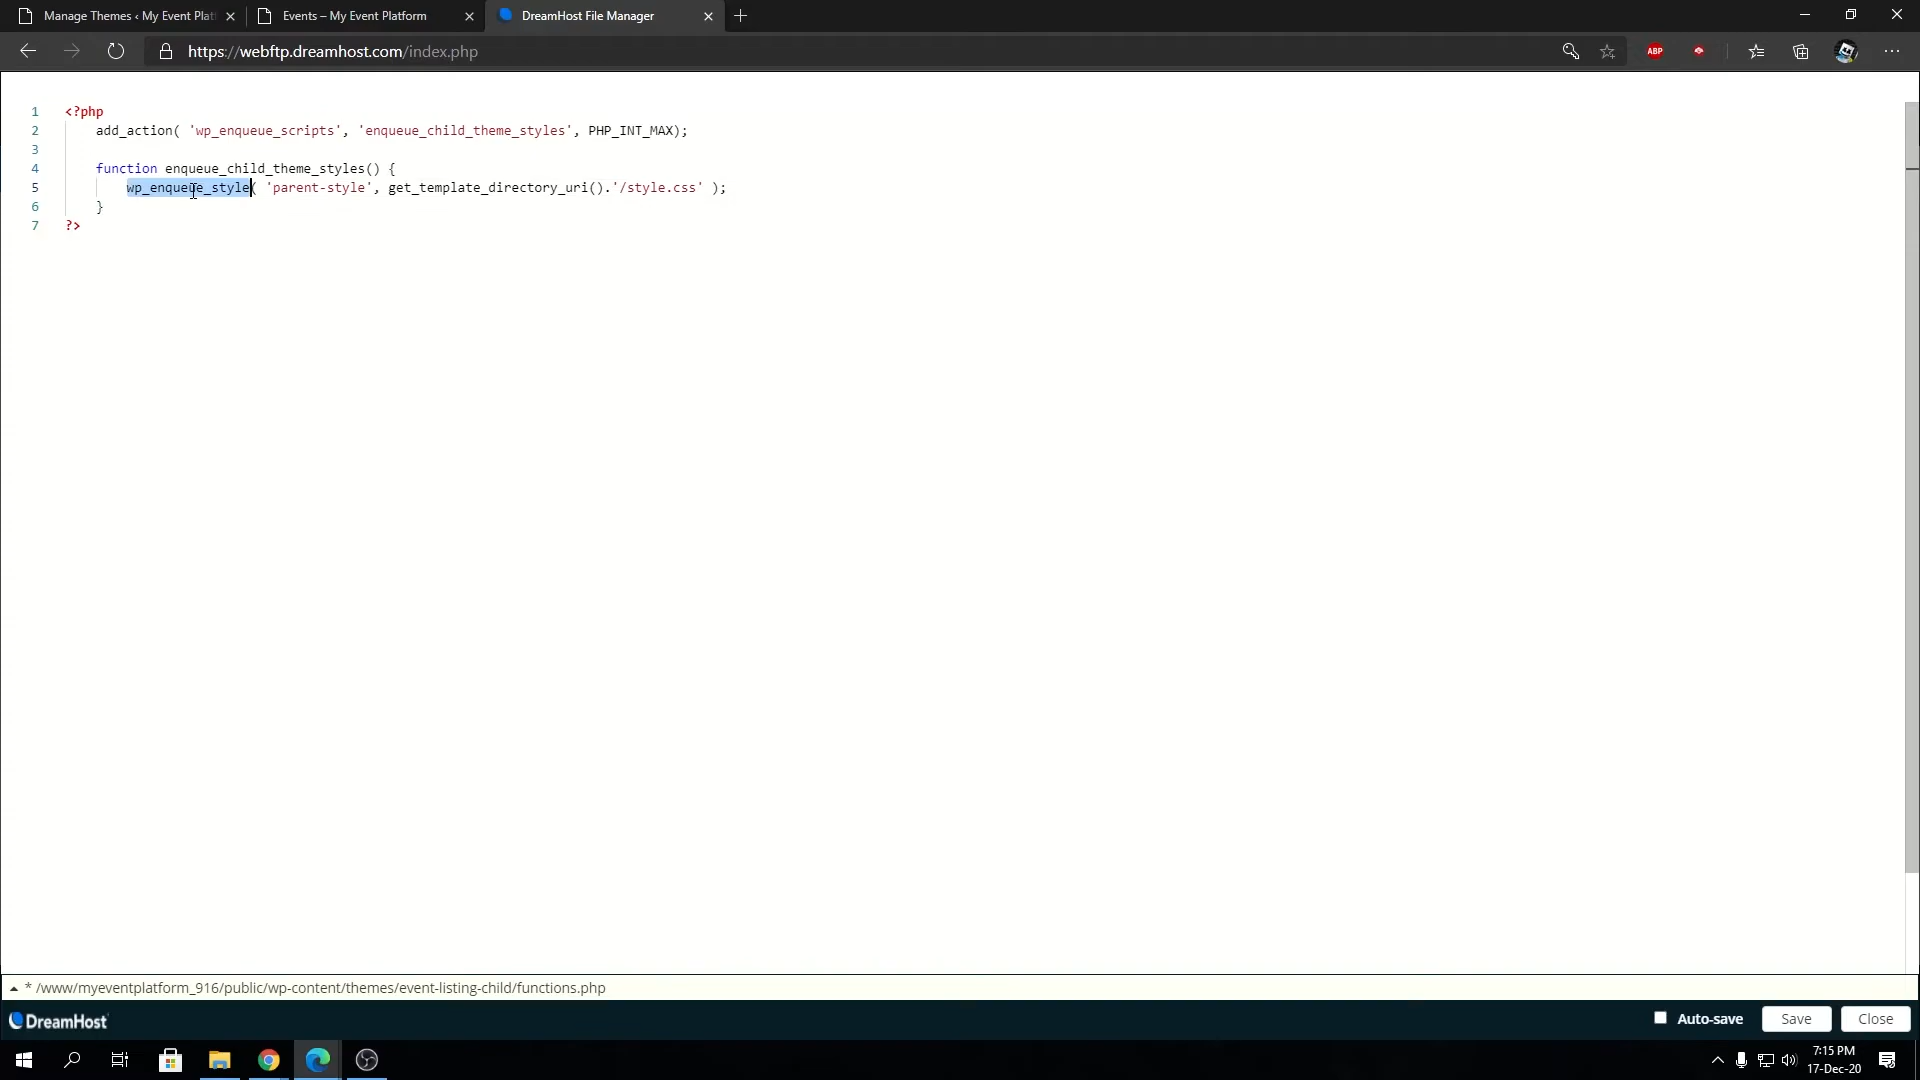 Manage Themes ‹ My Event Plat
Events – My Event Platform
DreamHost File Manager
https://webftp.dreamhost.com/index.php
ABP
1 <?php
2 add_action( 'wp_enqueue_scripts', 'enqueue_child_theme_styles', PHP_INT_MAX);
3
4 function enqueue_child_theme_styles() {
5 wp_enqueue_style( 'parent-style', get_template_directory_uri().'/style.css' );
6 }
7 ?>
* /www/myeventplatform_916/public/wp-content/themes/event-listing-child/functions.php
DreamHost
Auto-save
Save
Close
7:15 PM
17-Dec-20